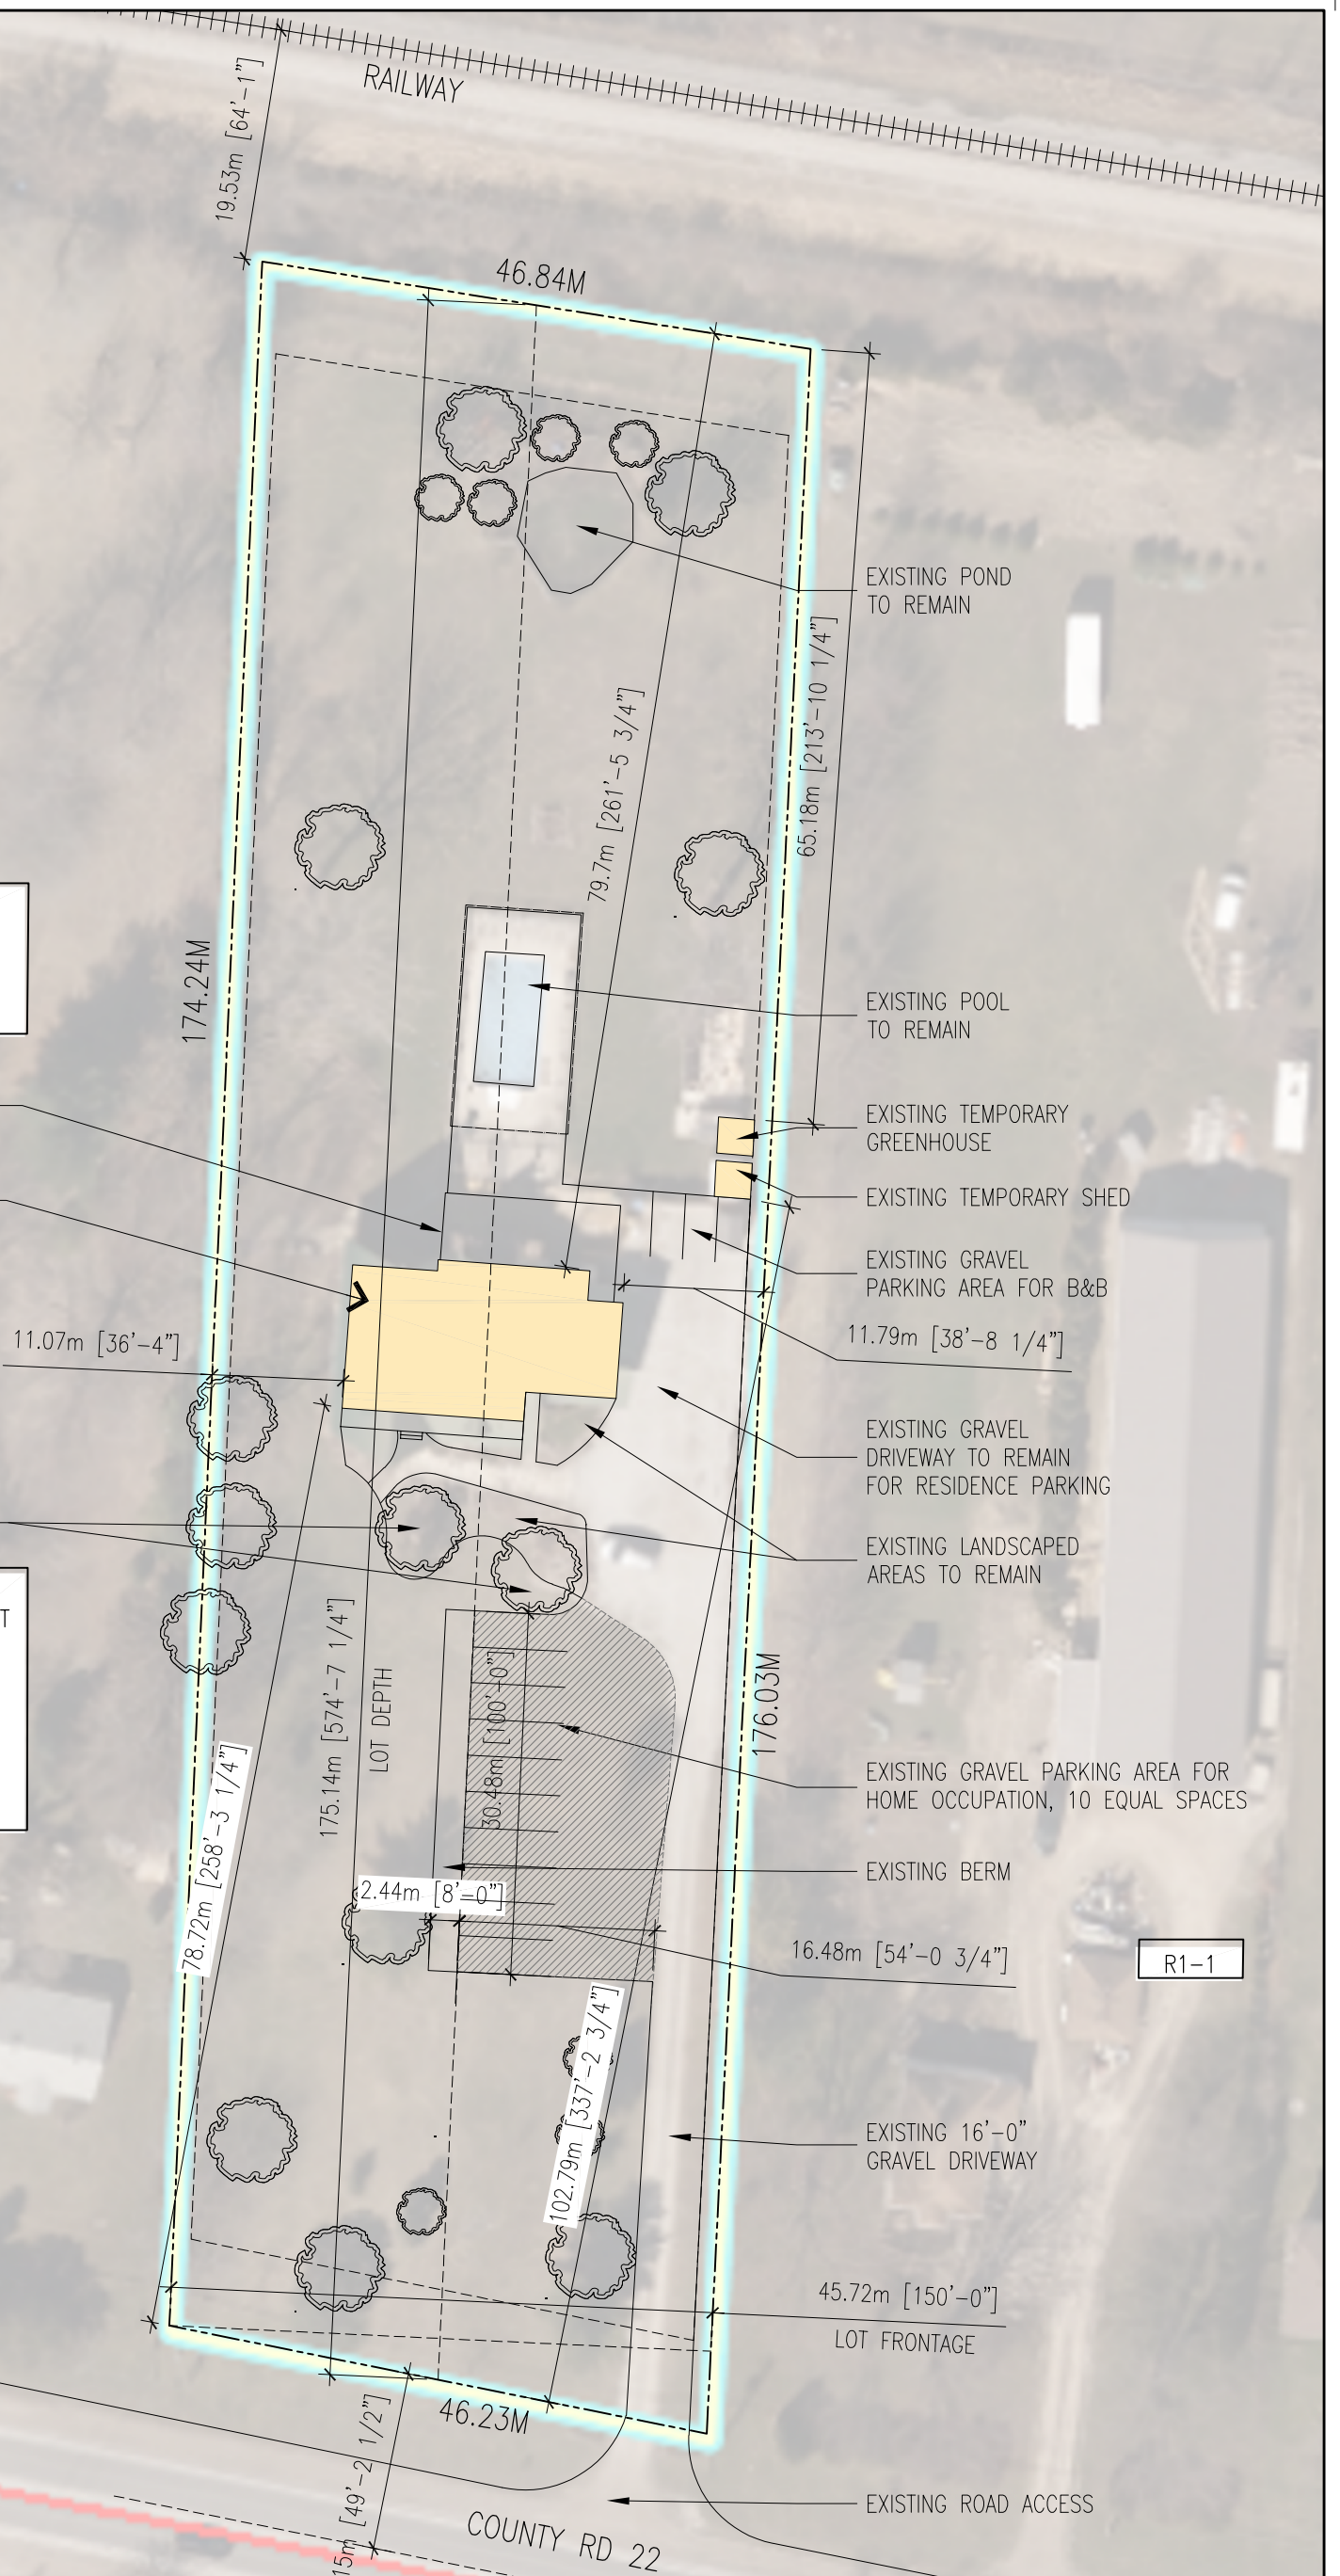 RAILWAY
19.53m [64'-1"]
46.84M
EXISTING POND
TO REMAIN
65.18m [213'-10 1/4"]
79.7m [261'-5 3/4"]
174.24M
EXISTING POOL
TO REMAIN
EXISTING TEMPORARY
GREENHOUSE
EXISTING TEMPORARY SHED
EXISTING GRAVEL
PARKING AREA FOR B&B
11.07m [36'-4"]
11.79m [38'-8 1/4"]
EXISTING GRAVEL
DRIVEWAY TO REMAIN
FOR RESIDENCE PARKING
EXISTING LANDSCAPED
AREAS TO REMAIN
T
175.14m [574'-7 1/4"]
LOT DEPTH
30.48m [100'-0"]
176.03M
EXISTING GRAVEL PARKING AREA FOR
HOME OCCUPATION, 10 EQUAL SPACES
78.72m [258'-3 1/4"]
EXISTING BERM
2.44m [8'-0"]
16.48m [54'-0 3/4"]
R1-1
102.79m [337'-2 3/4"]
EXISTING 16'-0"
GRAVEL DRIVEWAY
45.72m [150'-0"]
LOT FRONTAGE
46.23M
15m [49'-2 1/2"]
EXISTING ROAD ACCESS
COUNTY RD 22